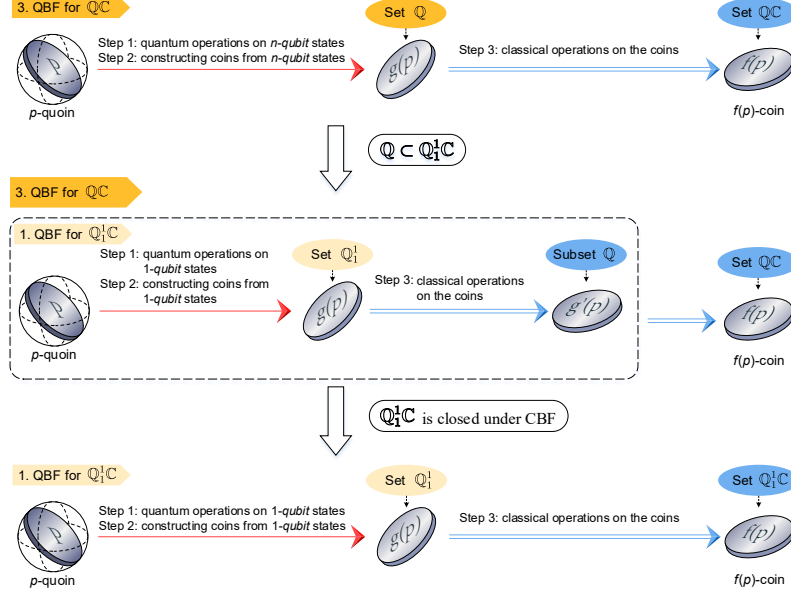 3. QBF for ℚℂ
Set ℚ
Set ℚℂ
Step 1: quantum operations on n-qubit states
Step 2: constructing coins from n-qubit states
Step 3: classical operations on the coins
p
g(p)
f(p)
p-quoin
f(p)-coin
ℚ ⊂ ℚ₁¹ℂ
3. QBF for ℚℂ
1. QBF for ℚ₁¹ℂ
Step 1: quantum operations on
1-qubit states
Step 2: constructing coins from
1-qubit states
Set ℚ₁¹
Subset ℚ
Set ℚℂ
Step 3: classical operations
on the coins
p
g(p)
g'(p)
f(p)
p-quoin
f(p)-coin
ℚ₁¹ℂ is closed under CBF
1. QBF for ℚ₁¹ℂ
Set ℚ₁¹
Set ℚ₁¹ℂ
Step 1: quantum operations on 1-qubit states
Step 2: constructing coins from 1-qubit states
Step 3: classical operations on the coins
p
g(p)
f(p)
p-quoin
f(p)-coin